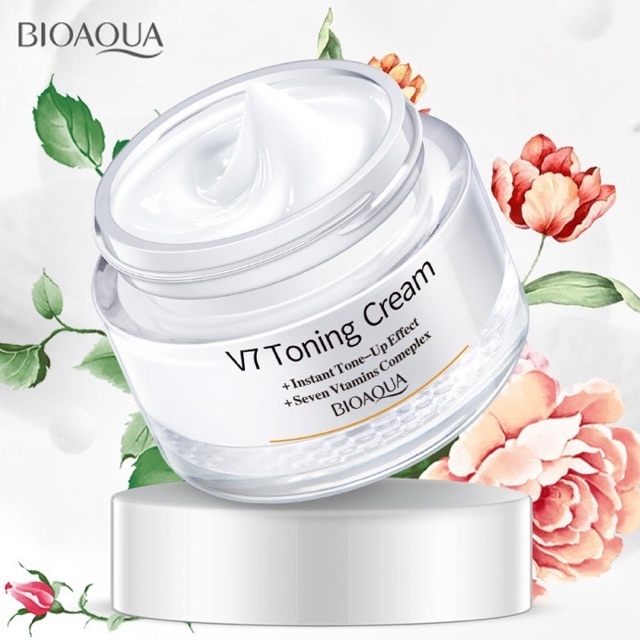 BIOAQUA
V7 Toning Cream
+Instant Tone-Up Effect
+Seven Vtamins Comeplex
BIOAQUA